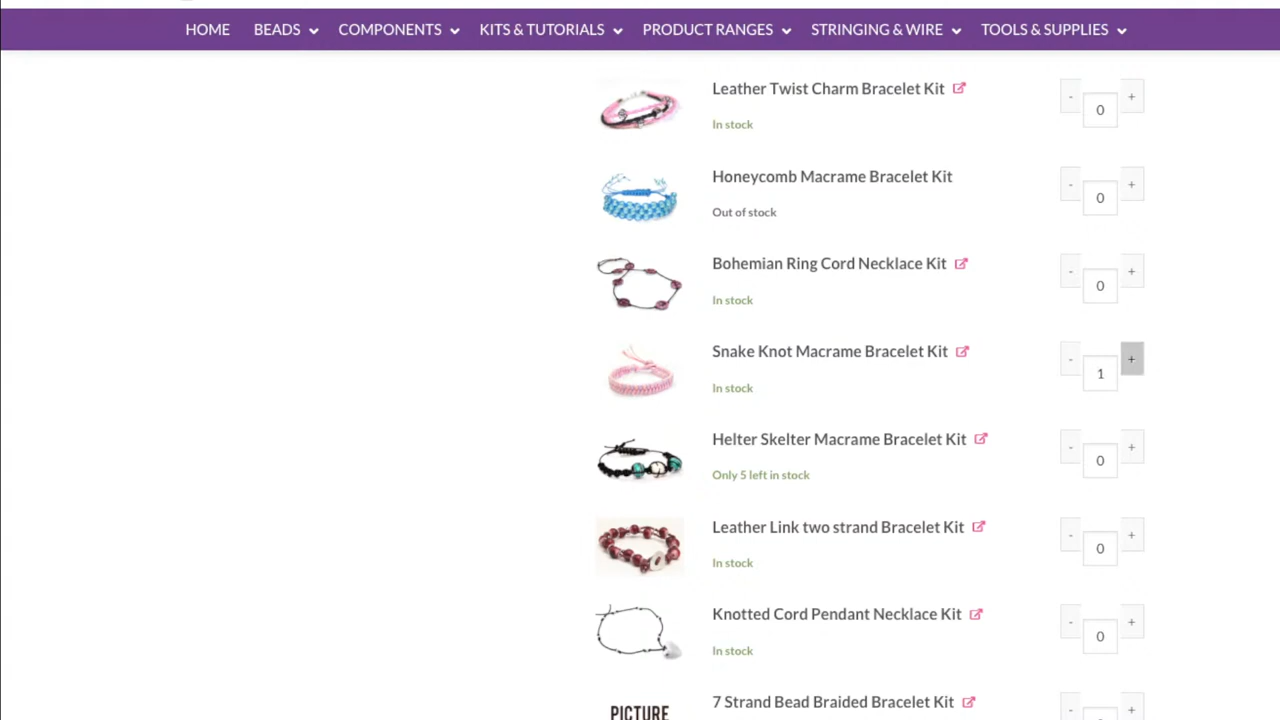 HOME BEADS COMPONENTS KITS & TUTORIALS PRODUCT RANGES STRINGING & WIRE TOOLS & SUPPLIES
Leather Twist Charm Bracelet Kit
- 0 +
In stock
Honeycomb Macrame Bracelet Kit
- 0 +
Out of stock
Bohemian Ring Cord Necklace Kit
- 0 +
In stock
Snake Knot Macrame Bracelet Kit
- 1 +
In stock
Helter Skelter Macrame Bracelet Kit
- 0 +
Only 5 left in stock
Leather Link two strand Bracelet Kit
- 0 +
In stock
Knotted Cord Pendant Necklace Kit
- 0 +
In stock
7 Strand Bead Braided Bracelet Kit
- +
PICTURE